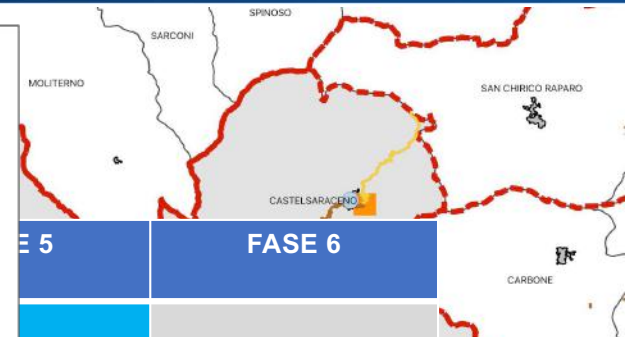 SPINOSO
SARCONI
MOLITERNO
SAN CHIRICO RAPARO
CASTELSARACENO
E 5
FASE 6
CARBONE